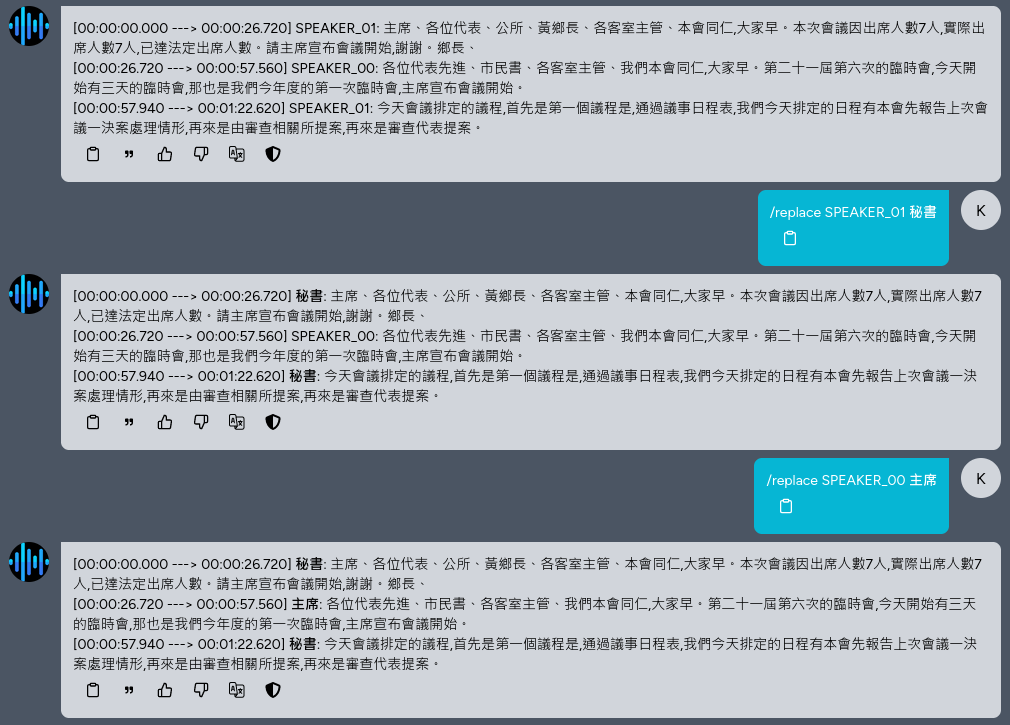 [00:00:00.000 ---> 00:00:26.720] SPEAKER_01: 主席、各位代表、公所、黃鄉長、各客室主管、本會同仁,大家早。本次會議因出席人數7人,實際出
席人數7人,已達法定出席人數。請主席宣布會議開始,謝謝。鄉長、
[00:00:26.720 ---> 00:00:57.560] SPEAKER_00: 各位代表先進、市民書、各客室主管、我們本會同仁,大家早。第二十一屆第六次的臨時會,今天開
始有三天的臨時會,那也是我們今年度的第一次臨時會,主席宣布會議開始。
[00:00:57.940 ---> 00:01:22.620] SPEAKER_01: 今天會議排定的議程,首先是第一個議程是,通過議事日程表,我們今天排定的日程有本會先報告上次會
議一決案處理情形,再來是由審查相關所提案,再來是審查代表提案。
/replace SPEAKER_01 秘書
K
[00:00:00.000 ---> 00:00:26.720] 秘書: 主席、各位代表、公所、黃鄉長、各客室主管、本會同仁,大家早。本次會議因出席人數7人,實際出席人數7
人,已達法定出席人數。請主席宣布會議開始,謝謝。鄉長、
[00:00:26.720 ---> 00:00:57.560] SPEAKER_00: 各位代表先進、市民書、各客室主管、我們本會同仁,大家早。第二十一屆第六次的臨時會,今天開
始有三天的臨時會,那也是我們今年度的第一次臨時會,主席宣布會議開始。
[00:00:57.940 ---> 00:01:22.620] 秘書: 今天會議排定的議程,首先是第一個議程是,通過議事日程表,我們今天排定的日程有本會先報告上次會議一決
案處理情形,再來是由審查相關所提案,再來是審查代表提案。
/replace SPEAKER_00 主席
K
[00:00:00.000 ---> 00:00:26.720] 秘書: 主席、各位代表、公所、黃鄉長、各客室主管、本會同仁,大家早。本次會議因出席人數7人,實際出席人數7
人,已達法定出席人數。請主席宣布會議開始,謝謝。鄉長、
[00:00:26.720 ---> 00:00:57.560] 主席: 各位代表先進、市民書、各客室主管、我們本會同仁,大家早。第二十一屆第六次的臨時會,今天開始有三天
的臨時會,那也是我們今年度的第一次臨時會,主席宣布會議開始。
[00:00:57.940 ---> 00:01:22.620] 秘書: 今天會議排定的議程,首先是第一個議程是,通過議事日程表,我們今天排定的日程有本會先報告上次會議一決
案處理情形,再來是由審查相關所提案,再來是審查代表提案。